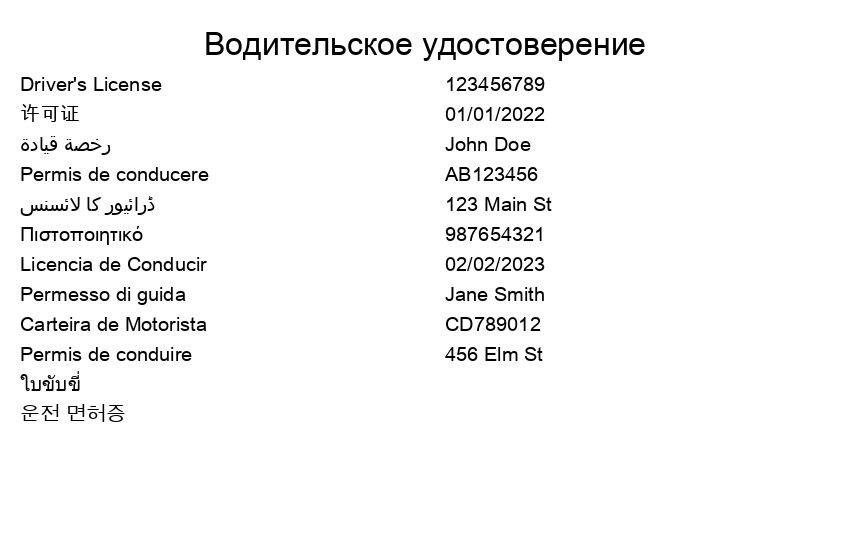 Водительское удостоверение
Driver's License 123456789
许可证 01/01/2022
رخصة قيادة John Doe
Permis de conducere AB123456
ڈرائیور کا لائسنس 123 Main St
Πιστοποιητικό 987654321
Licencia de Conducir 02/02/2023
Permesso di guida Jane Smith
Carteira de Motorista CD789012
Permis de conduire 456 Elm St
ใบขับขี่
운전 면허증